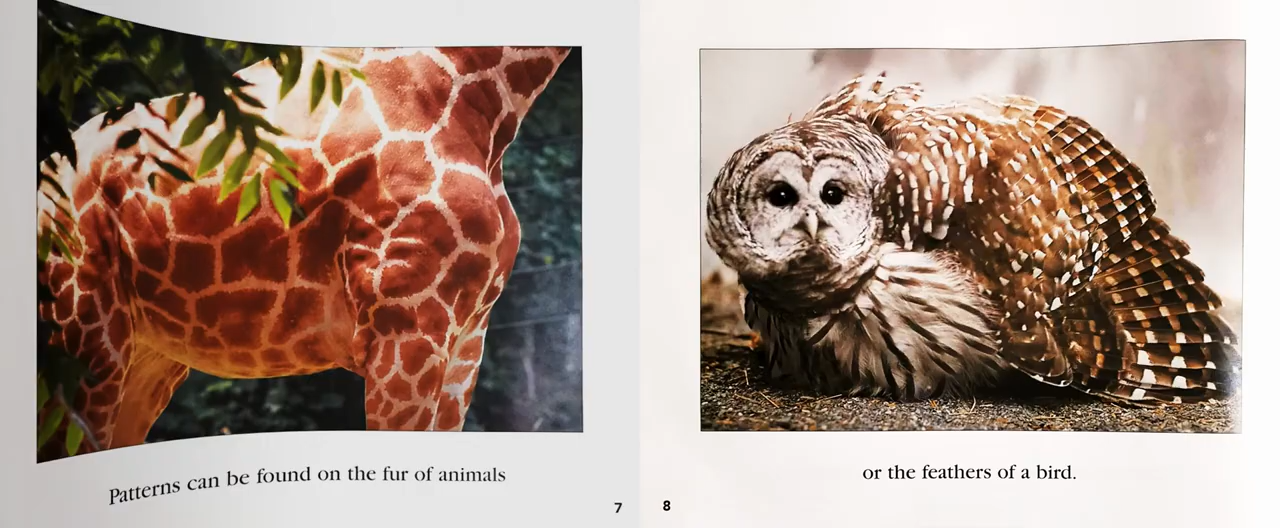 Patterns can be found on the fur of animals
7
or the feathers of a bird.
8